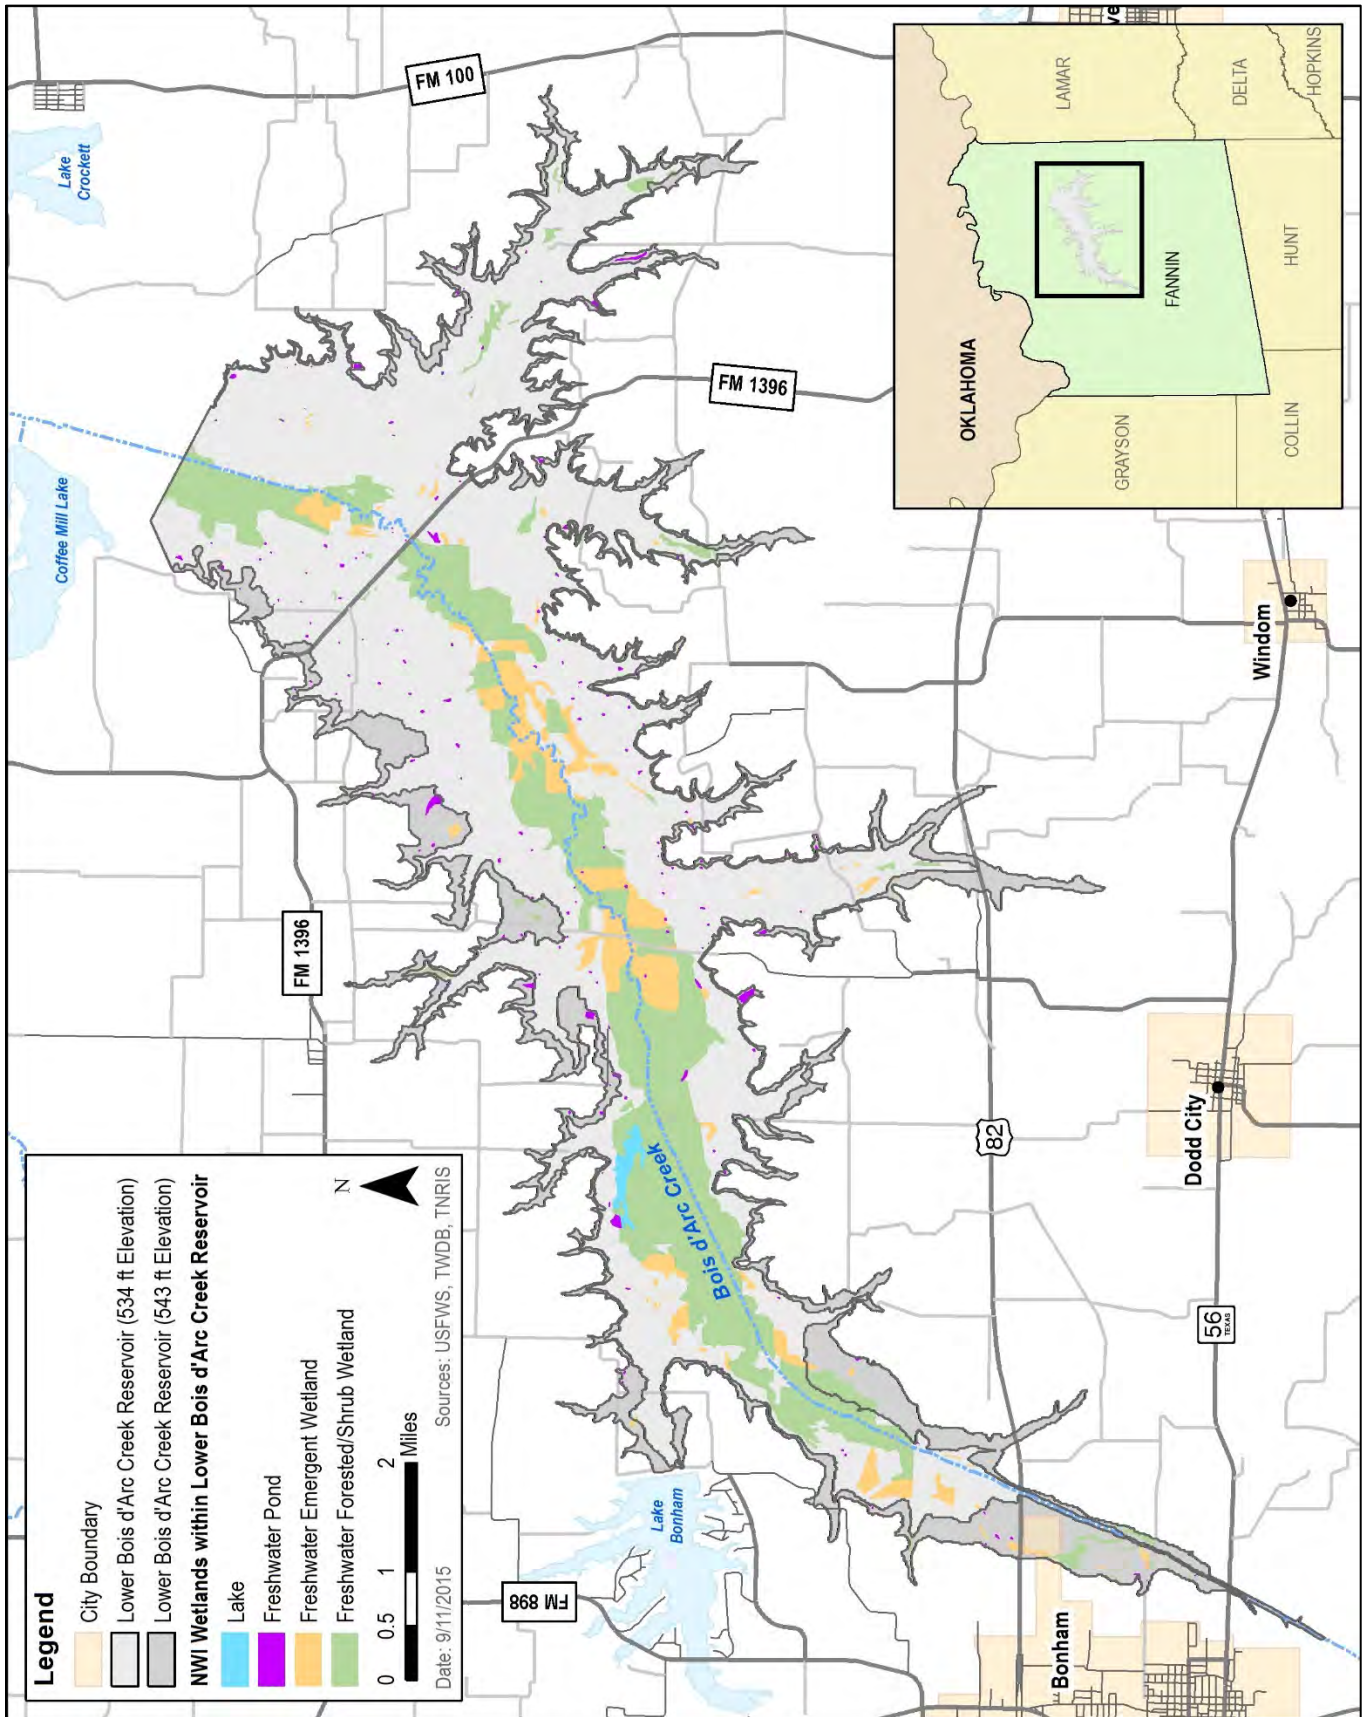 Legend
City Boundary
Lower Bois d'Arc Creek Reservoir (534 ft Elevation)
Lower Bois d'Arc Creek Reservoir (543 ft Elevation)
NWI Wetlands within Lower Bois d'Arc Creek Reservoir
Lake
Freshwater Pond
Freshwater Emergent Wetland
Freshwater Forested/Shrub Wetland
N
0 0.5 1 2
Miles
Date: 9/11/2015 Sources: USFWS, TWDB, TNRIS
Coffee Mill Lake
Lake
Crockett
FM 100
FM 1396
FM 1396
FM 898
Lake
Bonham
Bois d'Arc Creek
82
56
TEXAS
Bonham
Dodd City
Windom
ve
OKLAHOMA
LAMAR
DELTA
HOPKINS
FANNIN
GRAYSON
COLLIN
HUNT